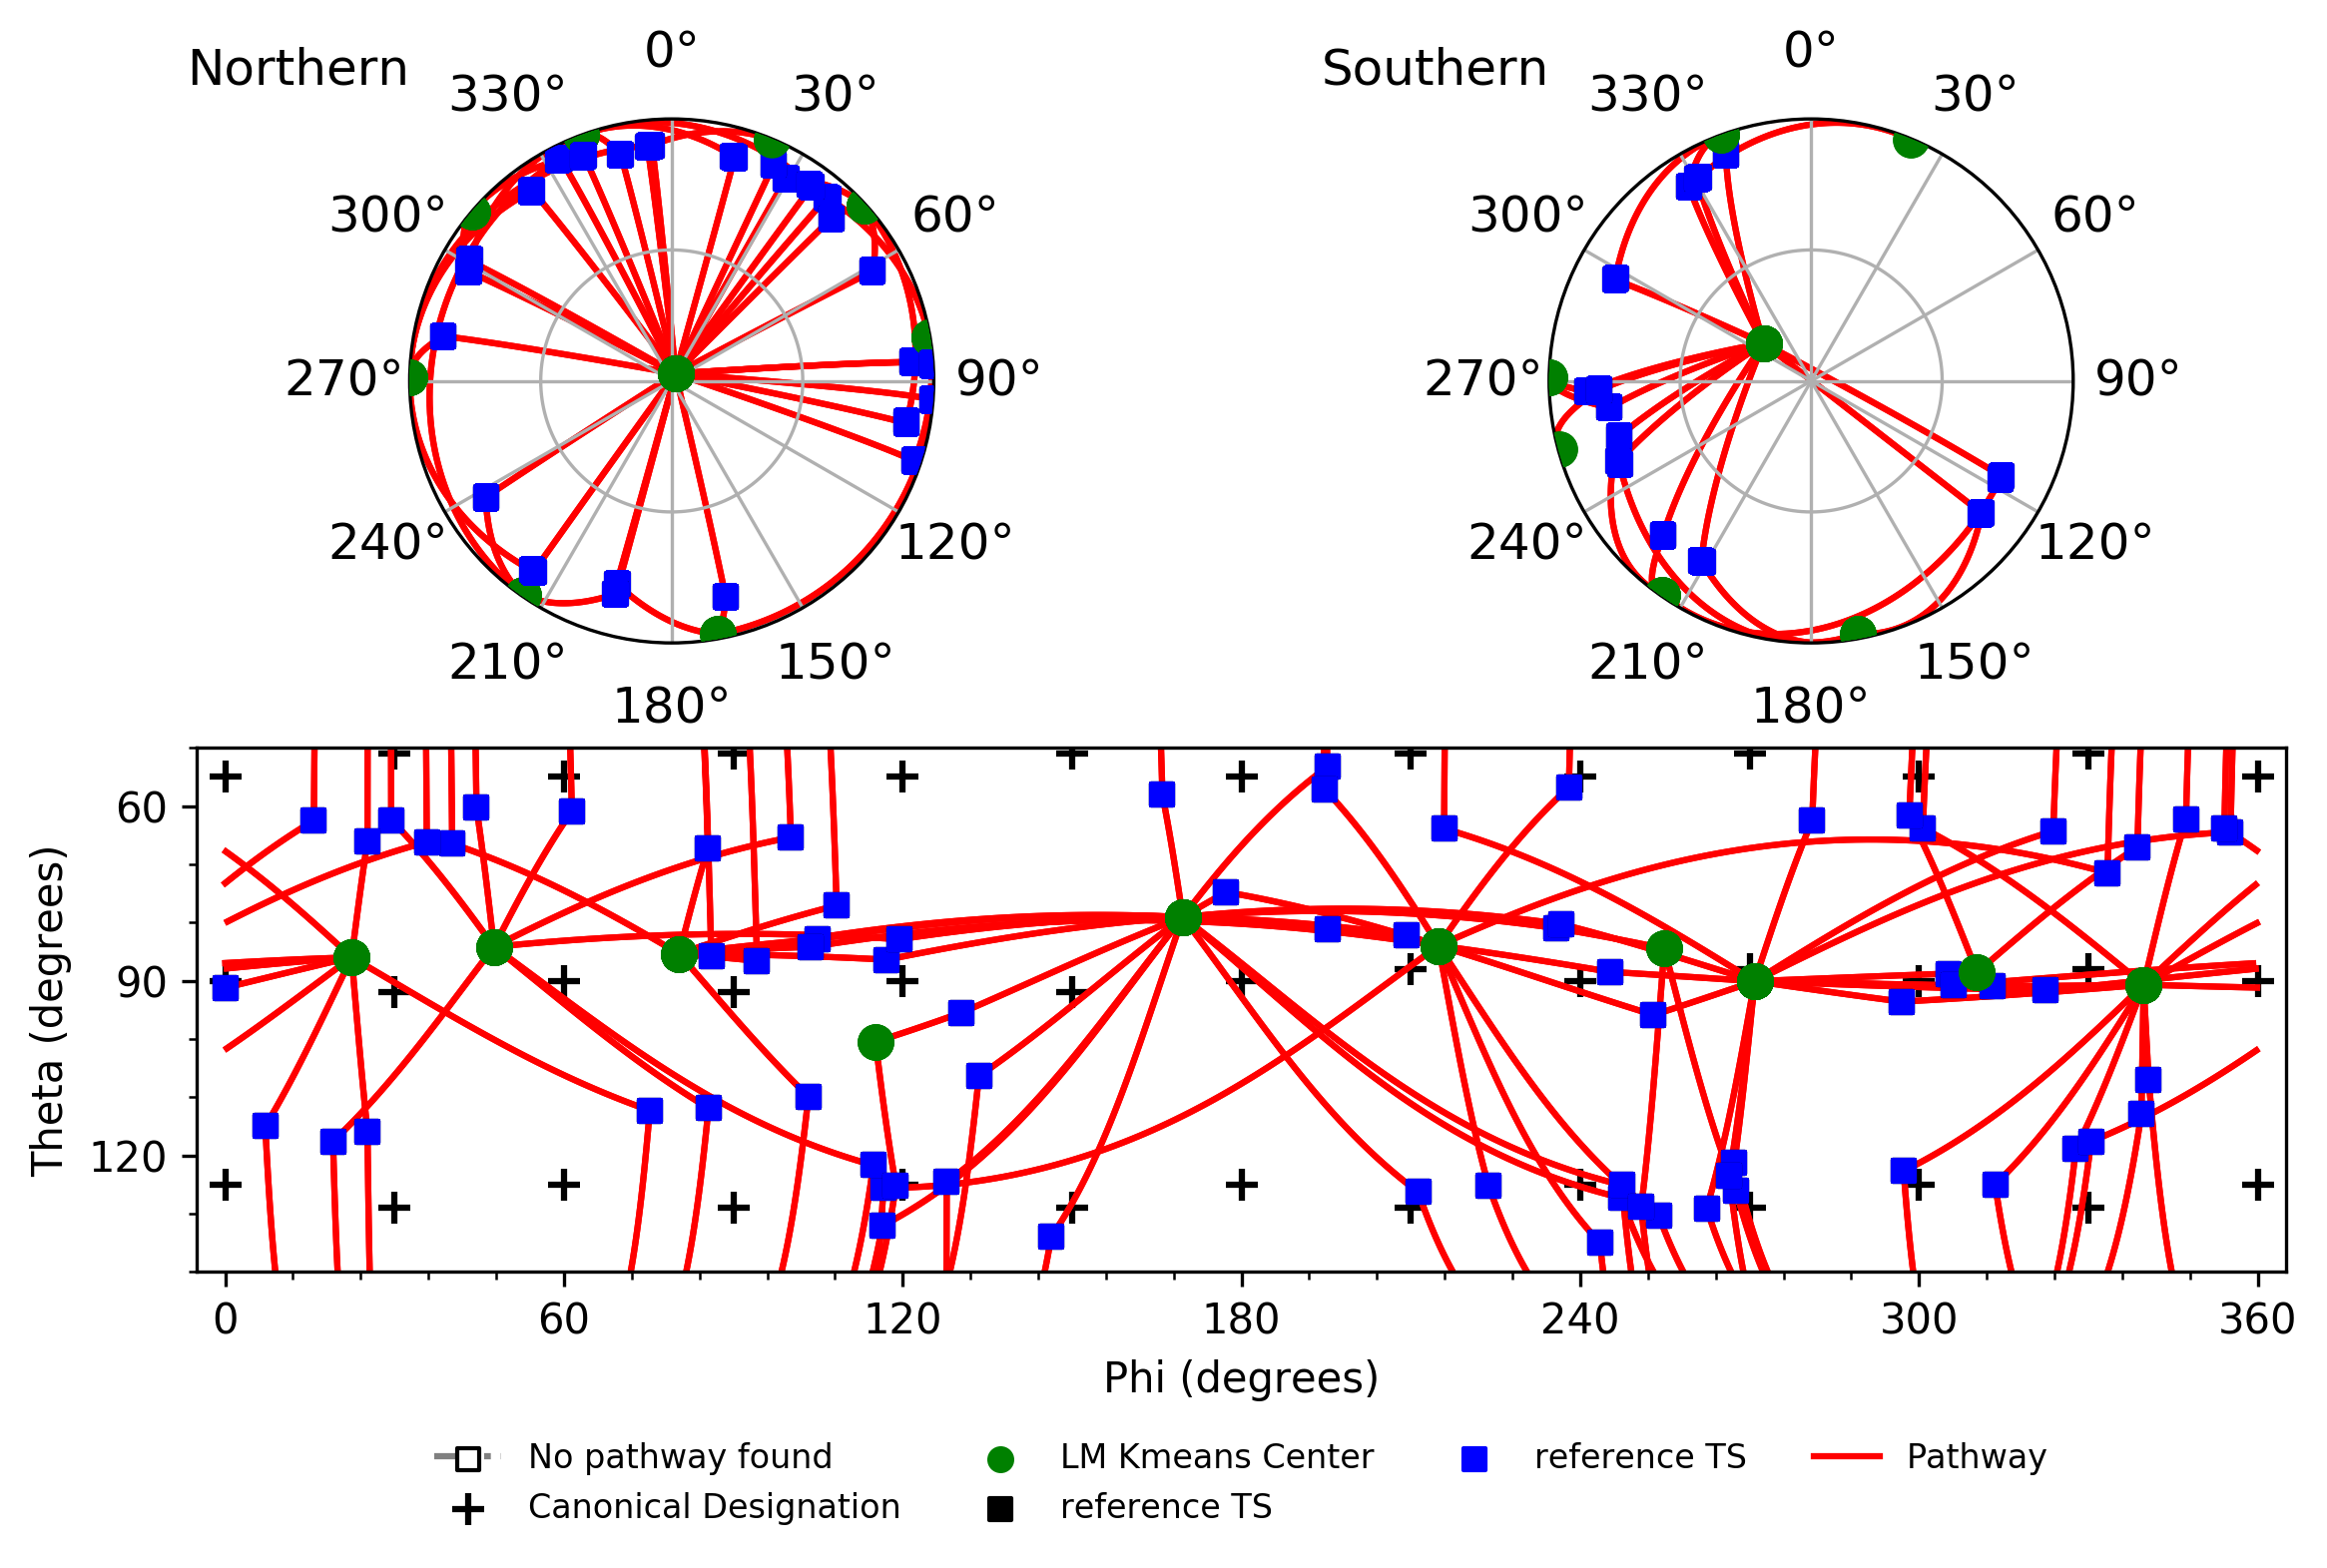 Northern
0°
30°
60°
90°
120°
150°
180°
210°
240°
270°
300°
330°
Southern
0°
30°
60°
90°
120°
150°
180°
210°
240°
270°
300°
330°
Theta (degrees)
60
90
120
0 60 120 180 240 300 360
Phi (degrees)
No pathway found
Canonical Designation
LM Kmeans Center
reference TS
reference TS
Pathway